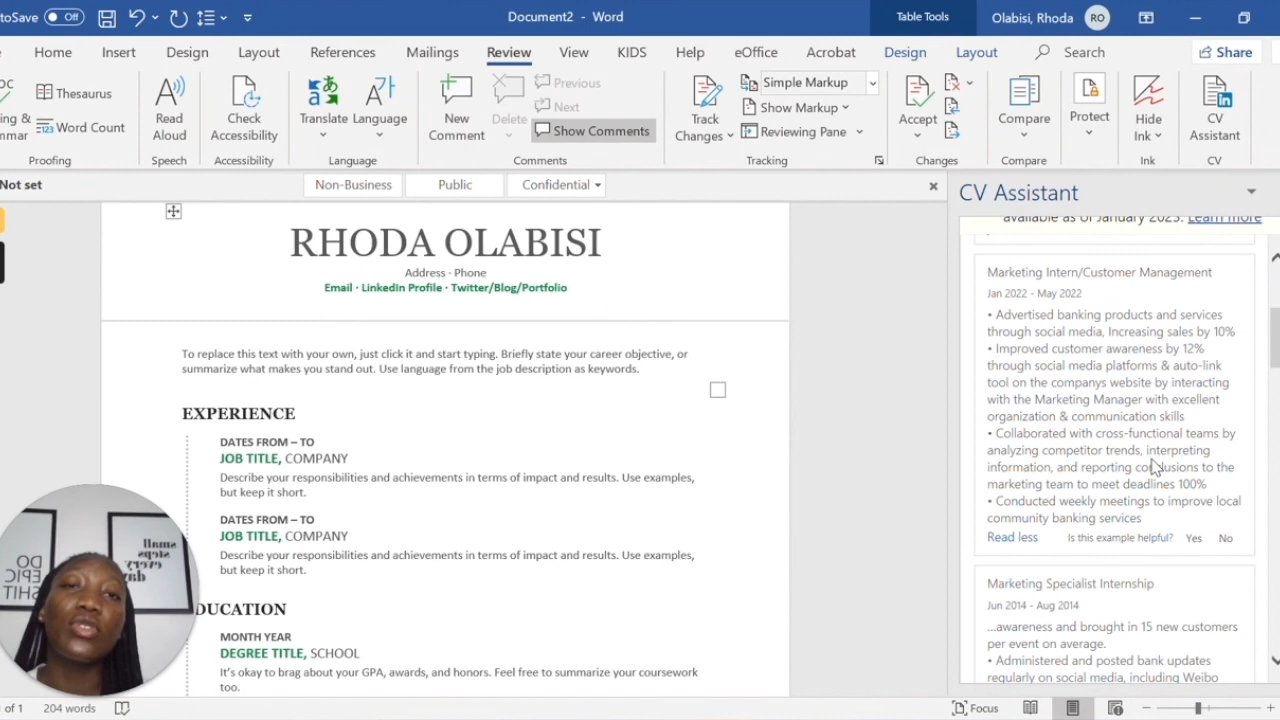 toSave Off
Document2 - Word
Table Tools
Olabisi, Rhoda RO
Home Insert Design Layout References Mailings Review View KIDS Help eOffice Acrobat Design Layout Search Share
Thesaurus
Word Count
Proofing
Read
Aloud
Speech
Check
Accessibility
Accessibility
Translate Language
Language
New
Comment
Delete
Previous
Next
Show Comments
Comments
Track
Changes
Simple Markup
Show Markup
Reviewing Pane
Tracking
Accept
Changes
Compare
Compare
Protect
Hide
Ink
Ink
CV
Assistant
CV
Not set
Non-Business Public Confidential
RHODA OLABISI
Address · Phone
Email · LinkedIn Profile · Twitter/Blog/Portfolio
To replace this text with your own, just click it and start typing. Briefly state your career objective, or
summarize what makes you stand out. Use language from the job description as keywords.
EXPERIENCE
DATES FROM – TO
JOB TITLE, COMPANY
Describe your responsibilities and achievements in terms of impact and results. Use examples,
but keep it short.
DATES FROM – TO
JOB TITLE, COMPANY
Describe your responsibilities and achievements in terms of impact and results. Use examples,
but keep it short.
DUCATION
MONTH YEAR
DEGREE TITLE, SCHOOL
It's okay to brag about your GPA, awards, and honors. Feel free to summarize your coursework
too.
CV Assistant
available as of January 2023. Learn more
Marketing Intern/Customer Management
Jan 2022 - May 2022
• Advertised banking products and services
through social media, Increasing sales by 10%
• Improved customer awareness by 12%
through social media platforms & auto-link
tool on the companys website by interacting
with the Marketing Manager with excellent
organization & communication skills
• Collaborated with cross-functional teams by
analyzing competitor trends, interpreting
information, and reporting conclusions to the
marketing team to meet deadlines 100%
• Conducted weekly meetings to improve local
community banking services
Read less Is this example helpful? Yes No
Marketing Specialist Internship
Jun 2014 - Aug 2014
...awareness and brought in 15 new customers
per event on average.
• Administered and posted bank updates
regularly on social media, including Weibo
DO
EPIC
SHIT
small
steps
every
day
of 1 204 words
Focus